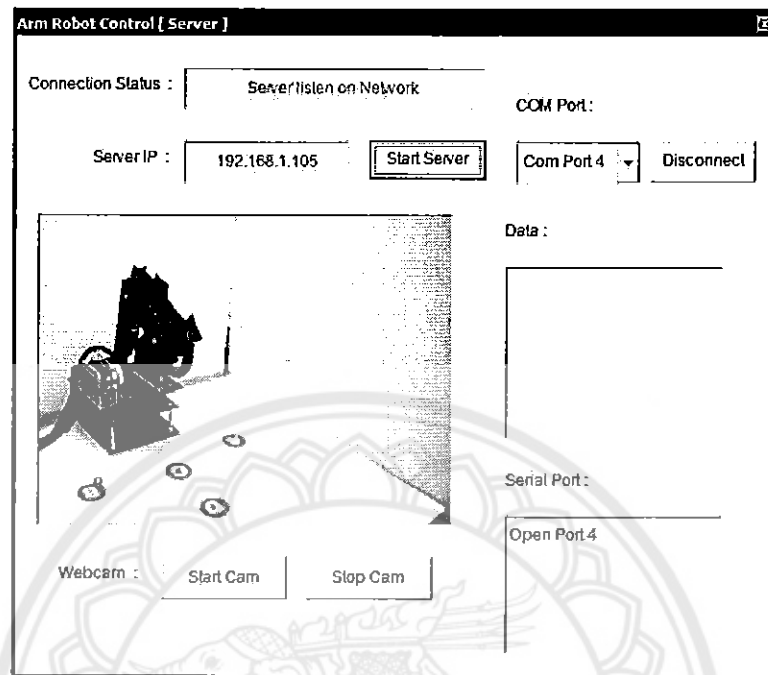 Arm Robot Control [ Server ]
Connection Status :
Server listen on Network
COM Port :
Server IP :
192.168.1.105
Start Server
Com Port 4
Disconnect
Data :
Serial Port :
Open Port 4
Webcam :
Start Cam
Stop Cam